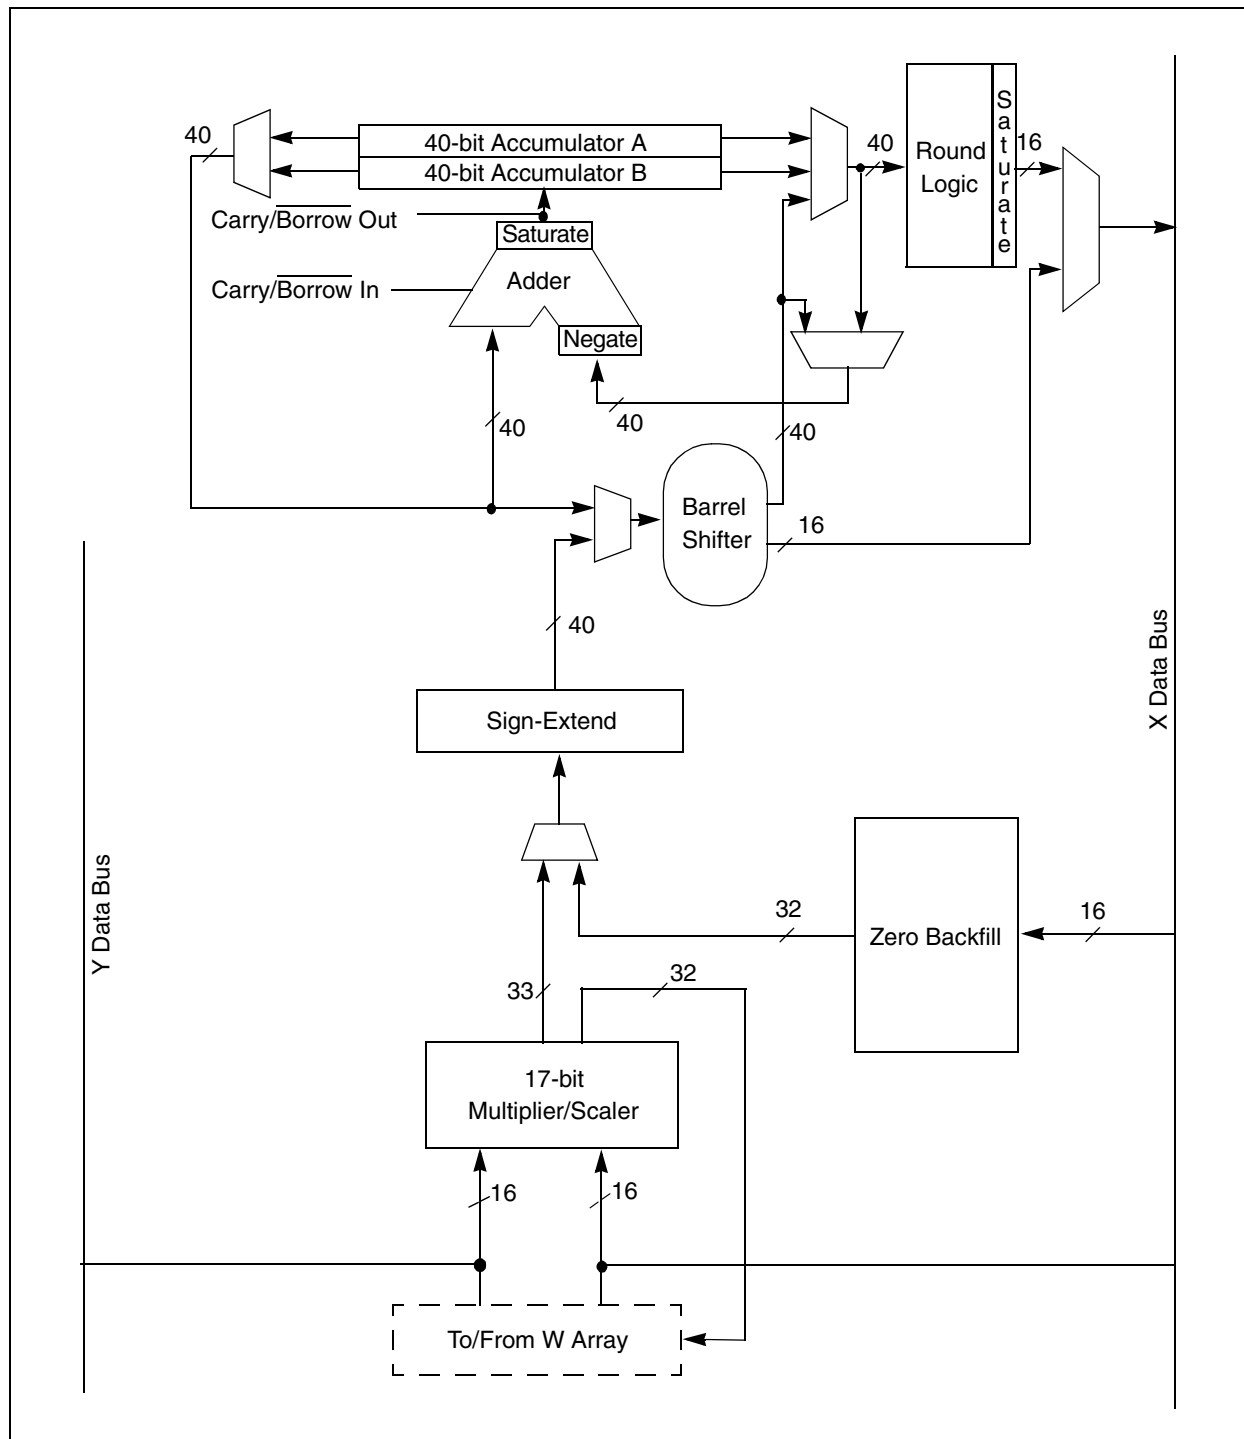 40
40-bit Accumulator A
40-bit Accumulator B
Carry/Borrow Out
Saturate
Carry/Borrow In
Adder
Negate
40
Round
Logic
Saturate
16
40
40
40
Barrel
Shifter
16
40
Sign-Extend
X Data Bus
Y Data Bus
32
Zero Backfill
16
33
32
17-bit
Multiplier/Scaler
16
16
To/From W Array